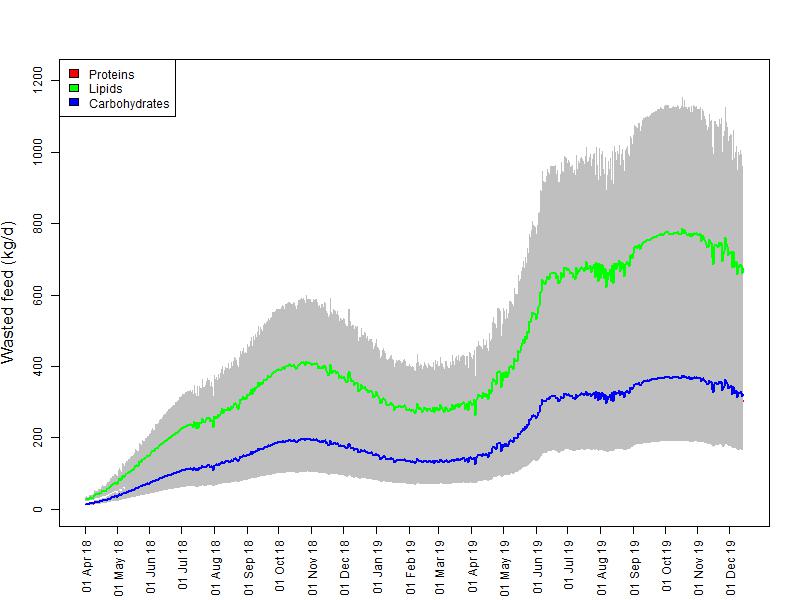 Proteins
Lipids
Carbohydrates
Wasted feed (kg/d)
1200
1000
800
600
400
200
0
01 Apr 18
01 May 18
01 Jun 18
01 Jul 18
01 Aug 18
01 Sep 18
01 Oct 18
01 Nov 18
01 Dec 18
01 Jan 19
01 Feb 19
01 Mar 19
01 Apr 19
01 May 19
01 Jun 19
01 Jul 19
01 Aug 19
01 Sep 19
01 Oct 19
01 Nov 19
01 Dec 19